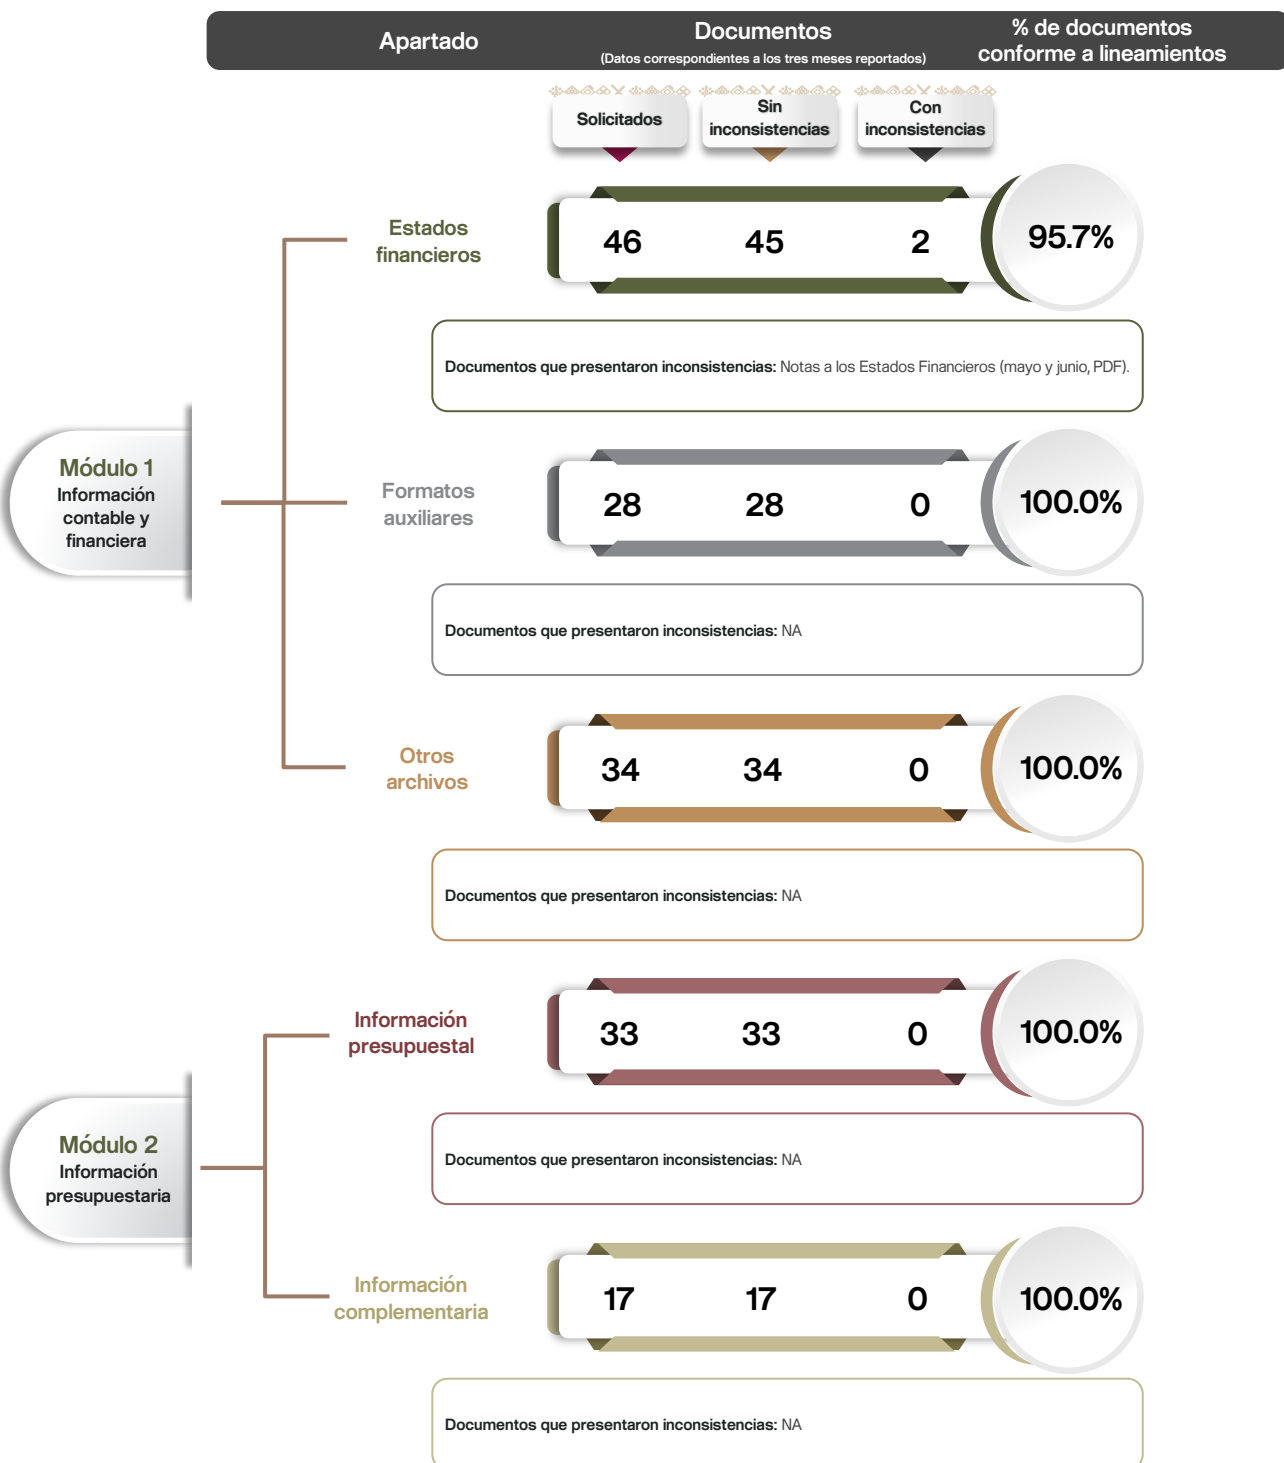 Apartado
Documentos
(Datos correspondientes a los tres meses reportados)
% de documentos
conforme a lineamientos
Solicitados
Sin
inconsistencias
Con
inconsistencias
Módulo 1
Información
contable y
financiera
Estados
financieros
46 45 2 95.7%
Documentos que presentaron inconsistencias: Notas a los Estados Financieros (mayo y junio, PDF).
Formatos
auxiliares
28 28 0 100.0%
Documentos que presentaron inconsistencias: NA
Otros
archivos
34 34 0 100.0%
Documentos que presentaron inconsistencias: NA
Módulo 2
Información
presupuestaria
Información
presupuestal
33 33 0 100.0%
Documentos que presentaron inconsistencias: NA
Información
complementaria
17 17 0 100.0%
Documentos que presentaron inconsistencias: NA